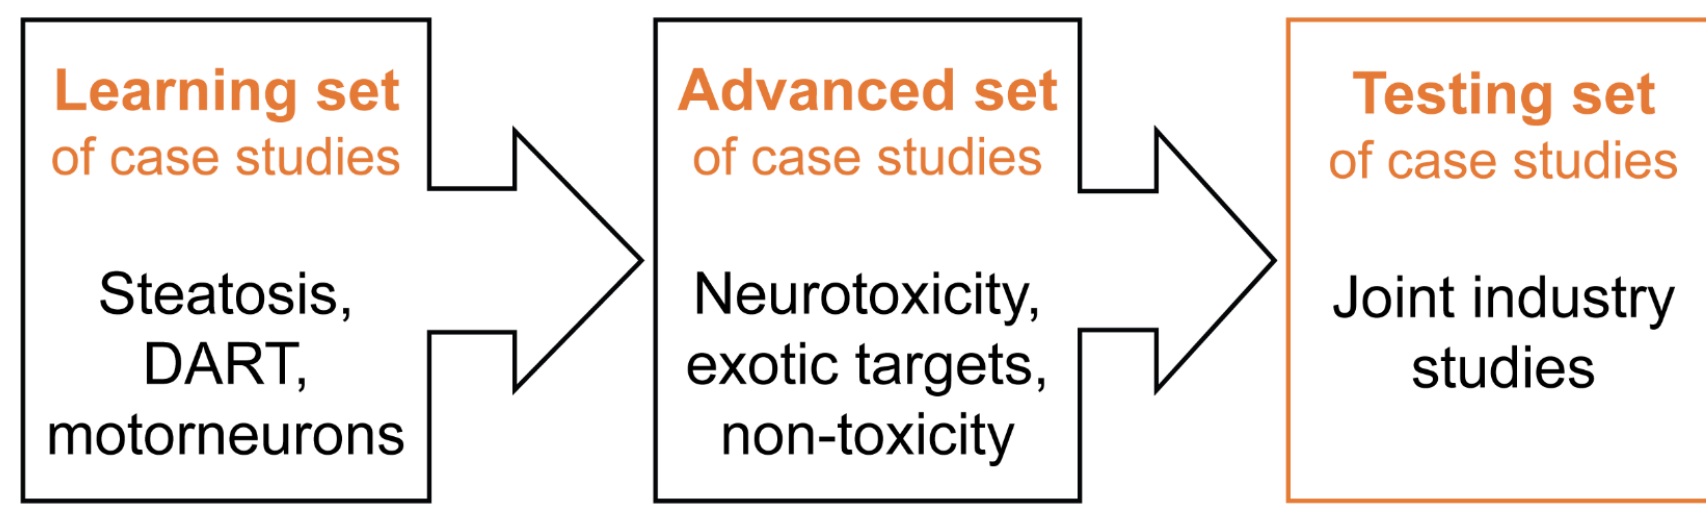 Learning set
of case studies
Steatosis,
DART,
motorneurons
Advanced set
of case studies
Neurotoxicity,
exotic targets,
non-toxicity
Testing set
of case studies
Joint industry
studies